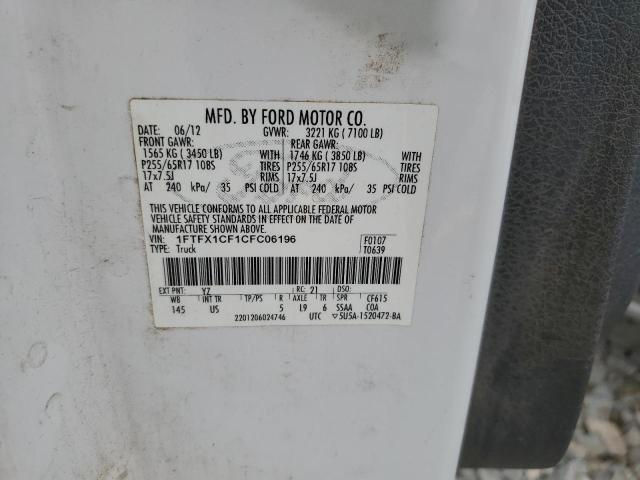 MFD. BY FORD MOTOR CO.
DATE: 06/12 GVWR: 3221 KG ( 7100 LB)
FRONT GAWR: REAR GAWR:
1565 KG ( 3450 LB) WITH 1746 KG ( 3850 LB) WITH
P255/65R17 108S TIRES P255/65R17 108S TIRES
17x7.5J RIMS 17x7.5J RIMS
AT 240 kPa/ 35 PSI COLD AT 240 kPa/ 35 PSI COLD
THIS VEHICLE CONFORMS TO ALL APPLICABLE FEDERAL MOTOR
VEHICLE SAFETY STANDARDS IN EFFECT ON THE DATE OF
MANUFACTURE SHOWN ABOVE.
VIN: 1FTFX1CF1CFC06196 F0107
TYPE: Truck T0639
EXT PNT: YZ RC: 21 DSO:
WB INT TR TP/PS R AXLE TR SPR CF615
145 US 5 L9 6 SSAA COA
2201206024746 UTC ▽5U5A-1520472-BA